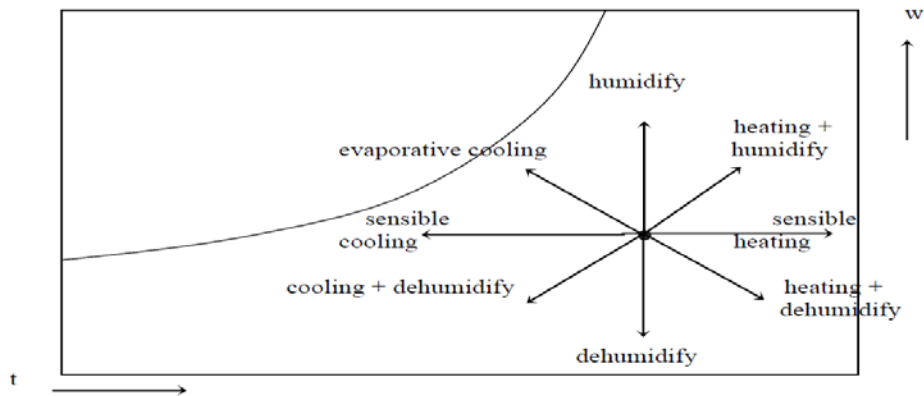 w
humidify
heating +
humidify
evaporative cooling
sensible
cooling
sensible
heating
cooling + dehumidify
heating +
dehumidify
dehumidify
t